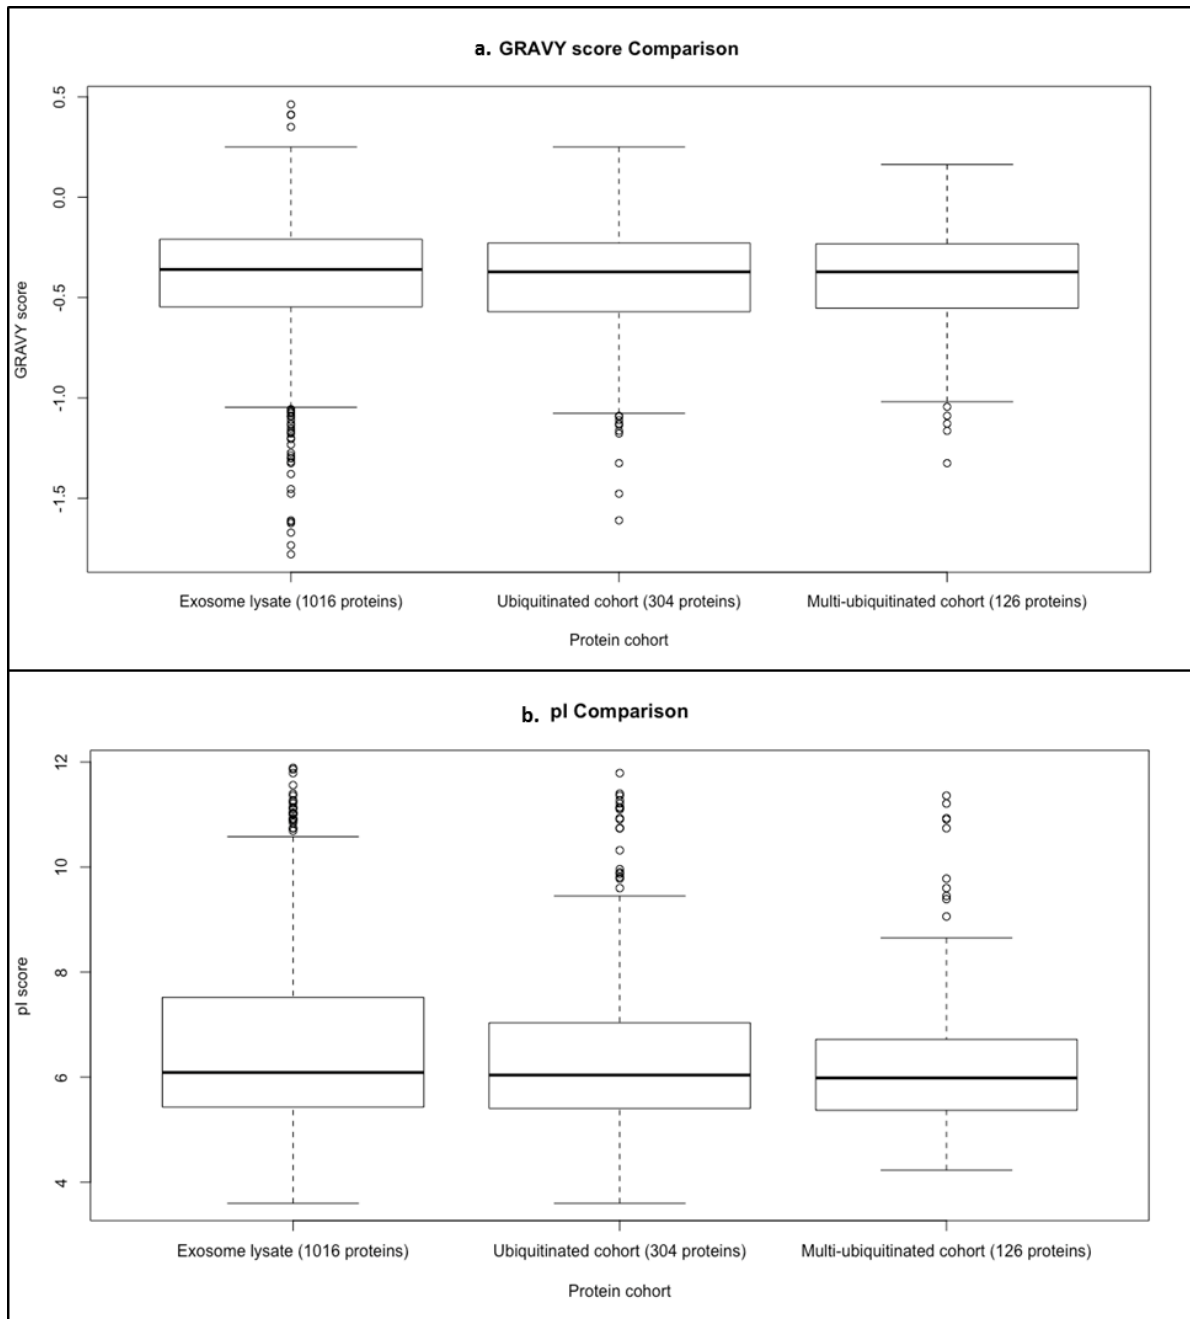 a. GRAVY score Comparison
0.5
0.0
-0.5
-1.0
-1.5
GRAVY score
Exosome lysate (1016 proteins)
Ubiquitinated cohort (304 proteins)
Multi-ubiquitinated cohort (126 proteins)
Protein cohort
b. pI Comparison
12
10
8
6
4
pI score
Exosome lysate (1016 proteins)
Ubiquitinated cohort (304 proteins)
Multi-ubiquitinated cohort (126 proteins)
Protein cohort